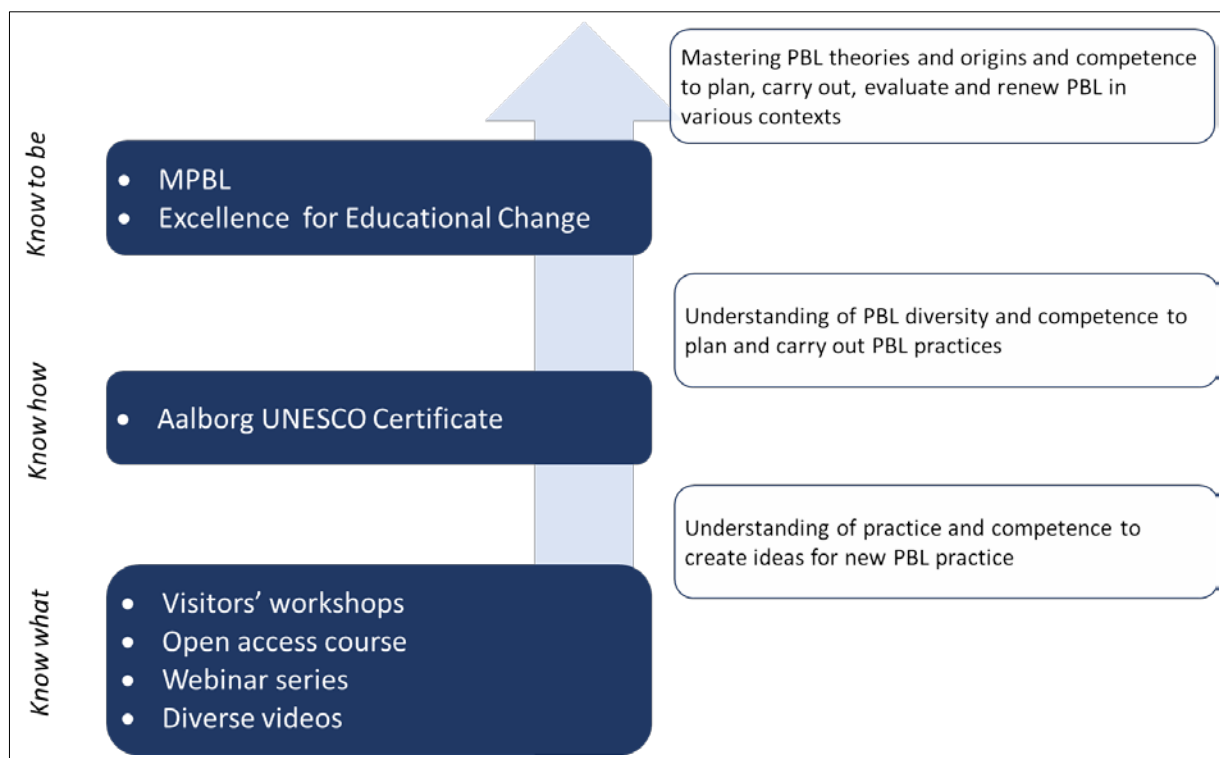 Mastering PBL theories and origins and competence
to plan, carry out, evaluate and renew PBL in
various contexts
Know to be
• MPBL
• Excellence for Educational Change
Understanding of PBL diversity and competence to
plan and carry out PBL practices
Know how
• Aalborg UNESCO Certificate
Understanding of practice and competence to
create ideas for new PBL practice
Know what
• Visitors’ workshops
• Open access course
• Webinar series
• Diverse videos